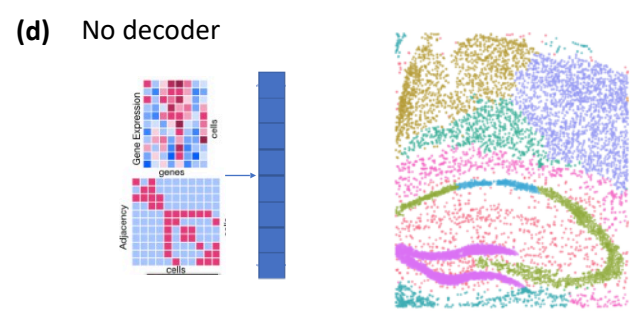 (d) No decoder
Gene Expression
cells
genes
Adjacency
cells